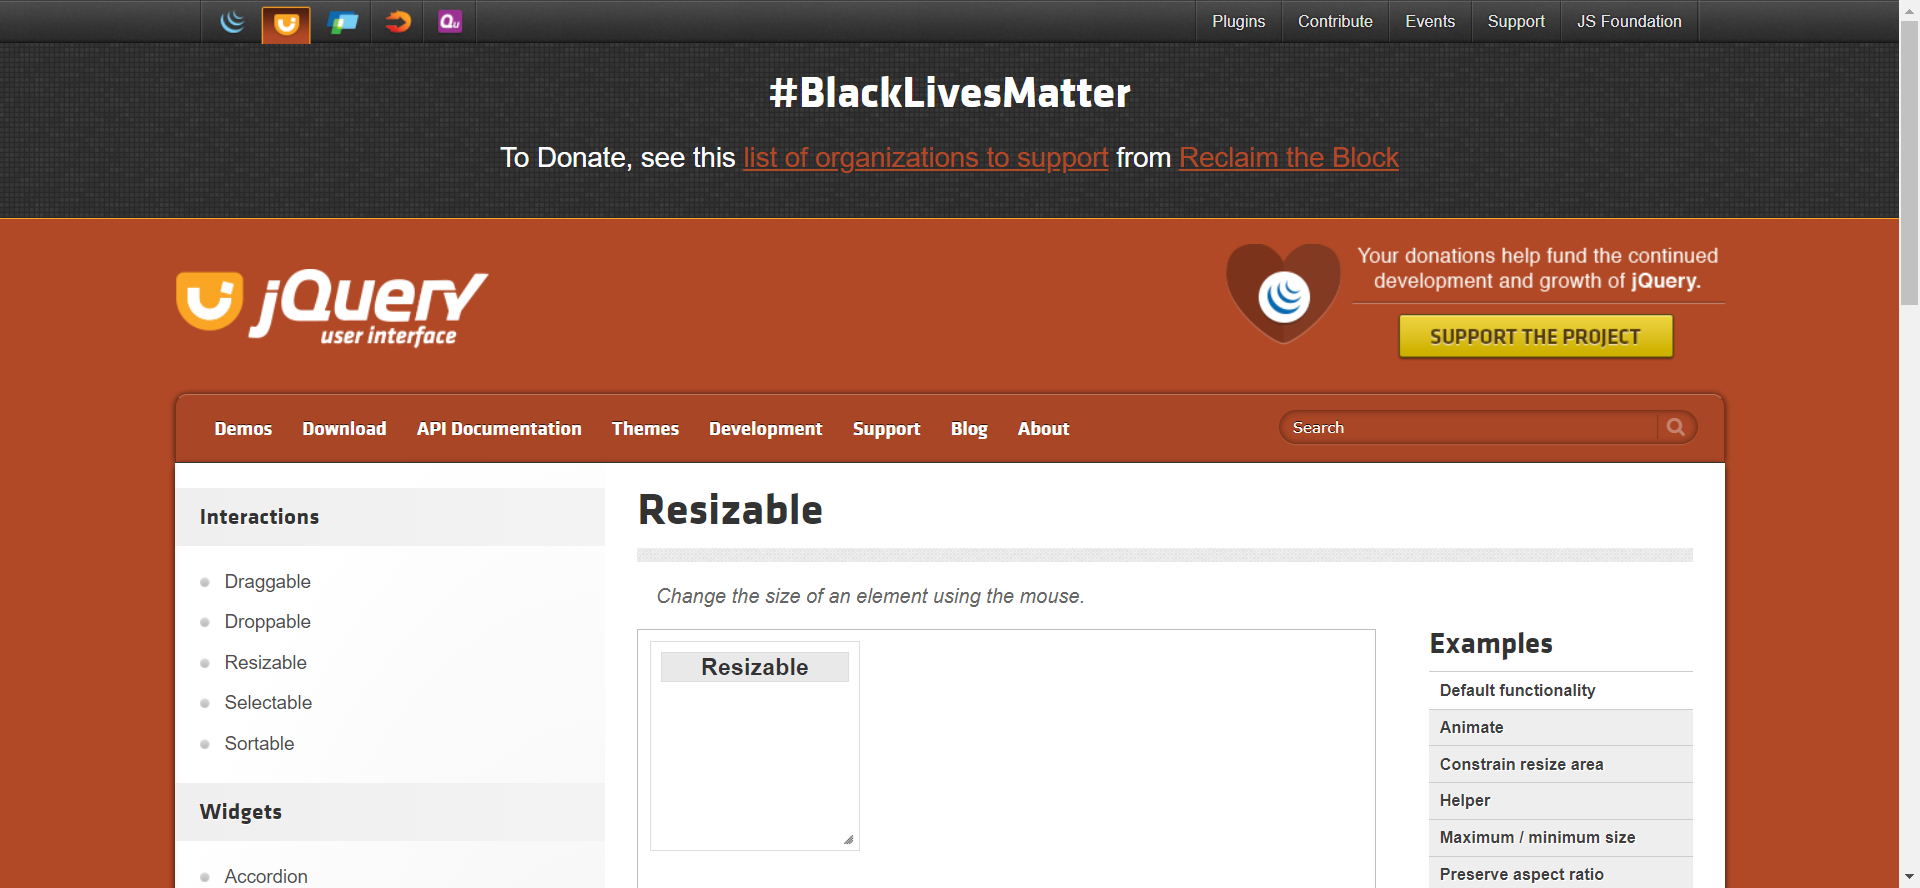 Qu
Plugins
Contribute
Events
Support
JS Foundation
#BlackLivesMatter
To Donate, see this list of organizations to support from Reclaim the Block
jQuery
user interface
Your donations help fund the continued
development and growth of jQuery.
SUPPORT THE PROJECT
Demos
Download
API Documentation
Themes
Development
Support
Blog
About
Search
Interactions
Draggable
Droppable
Resizable
Selectable
Sortable
Widgets
Accordion
Resizable
Change the size of an element using the mouse.
Resizable
Examples
Default functionality
Animate
Constrain resize area
Helper
Maximum / minimum size
Preserve aspect ratio